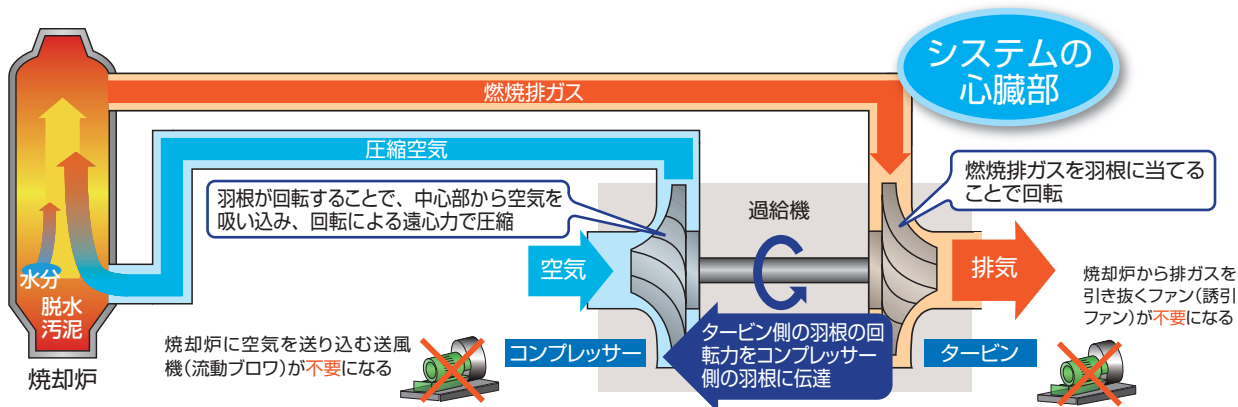 システムの
心臓部
燃焼排ガス
圧縮空気
羽根が回転することで、中心部から空気を
吸い込み、回転による遠心力で圧縮
過給機
燃焼排ガスを羽根に当てる
ことで回転
空気
排気
水分
脱水
汚泥
焼却炉
焼却炉に空気を送り込む送風
機(流動ブロワ)が不要になる
コンプレッサー
タービン側の羽根の回
転力をコンプレッサー
側の羽根に伝達
タービン
焼却炉から排ガスを
引き抜くファン(誘引
ファン)が不要になる